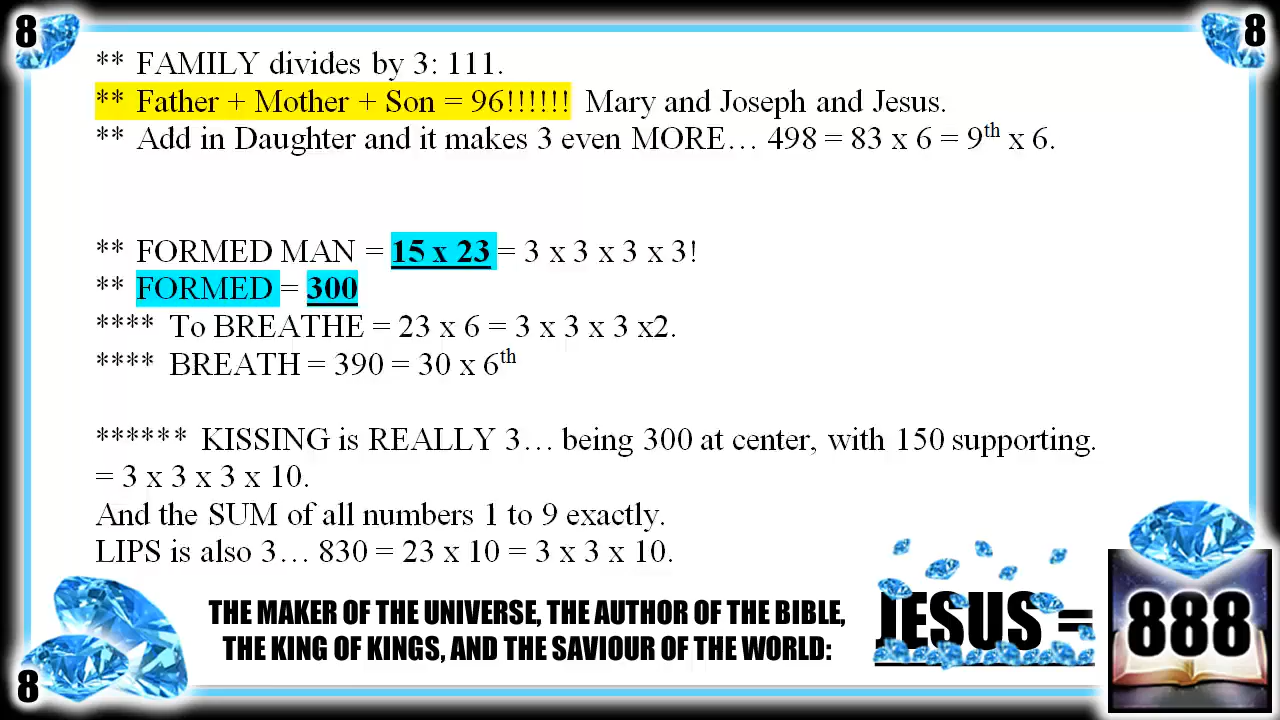 8
8
** FAMILY divides by 3: 111.
** Father + Mother + Son = 96!!!!!! Mary and Joseph and Jesus.
** Add in Daughter and it makes 3 even MORE… 498 = 83 x 6 = 9th x 6.
** FORMED MAN = 15 x 23 = 3 x 3 x 3 x 3!
** FORMED = 300
**** To BREATHE = 23 x 6 = 3 x 3 x 3 x2.
**** BREATH = 390 = 30 x 6th
****** KISSING is REALLY 3… being 300 at center, with 150 supporting.
= 3 x 3 x 3 x 10.
And the SUM of all numbers 1 to 9 exactly.
LIPS is also 3… 830 = 23 x 10 = 3 x 3 x 10.
THE MAKER OF THE UNIVERSE, THE AUTHOR OF THE BIBLE,
THE KING OF KINGS, AND THE SAVIOUR OF THE WORLD:
JESUS = 888
8